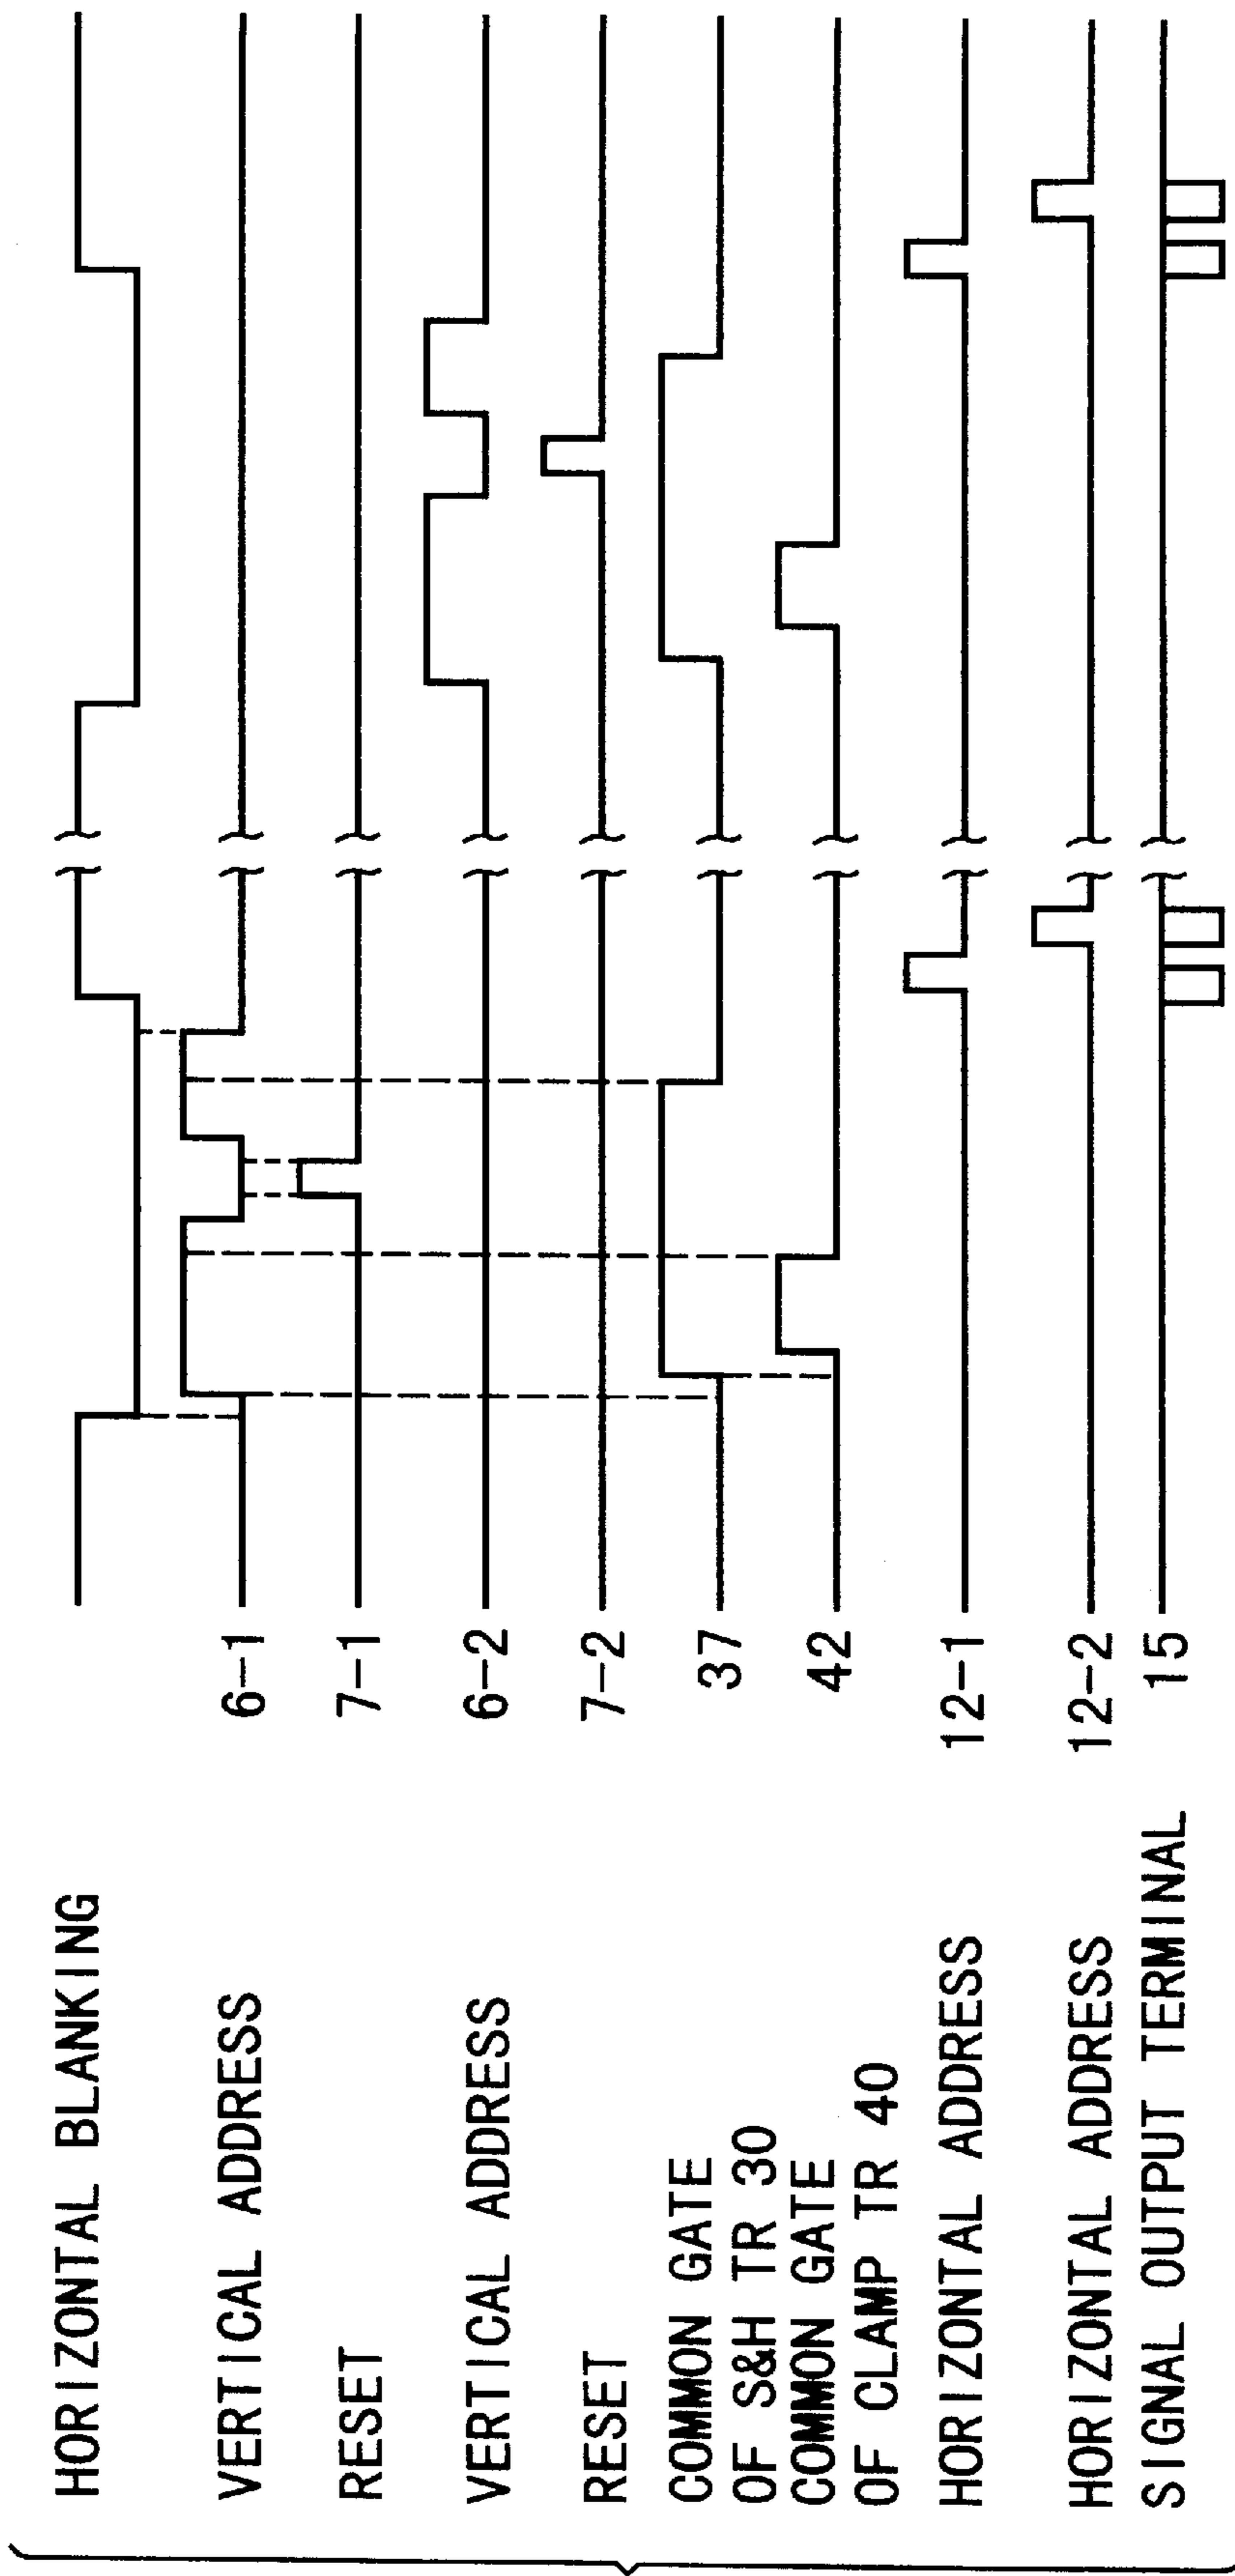 HORIZONTAL BLANKING
VERTICAL ADDRESS 6-1
RESET 7-1
VERTICAL ADDRESS 6-2
RESET 7-2
COMMON GATE
OF S&H TR 30 37
COMMON GATE
OF CLAMP TR 40 42
HORIZONTAL ADDRESS 12-1
HORIZONTAL ADDRESS 12-2
SIGNAL OUTPUT TERMINAL 15